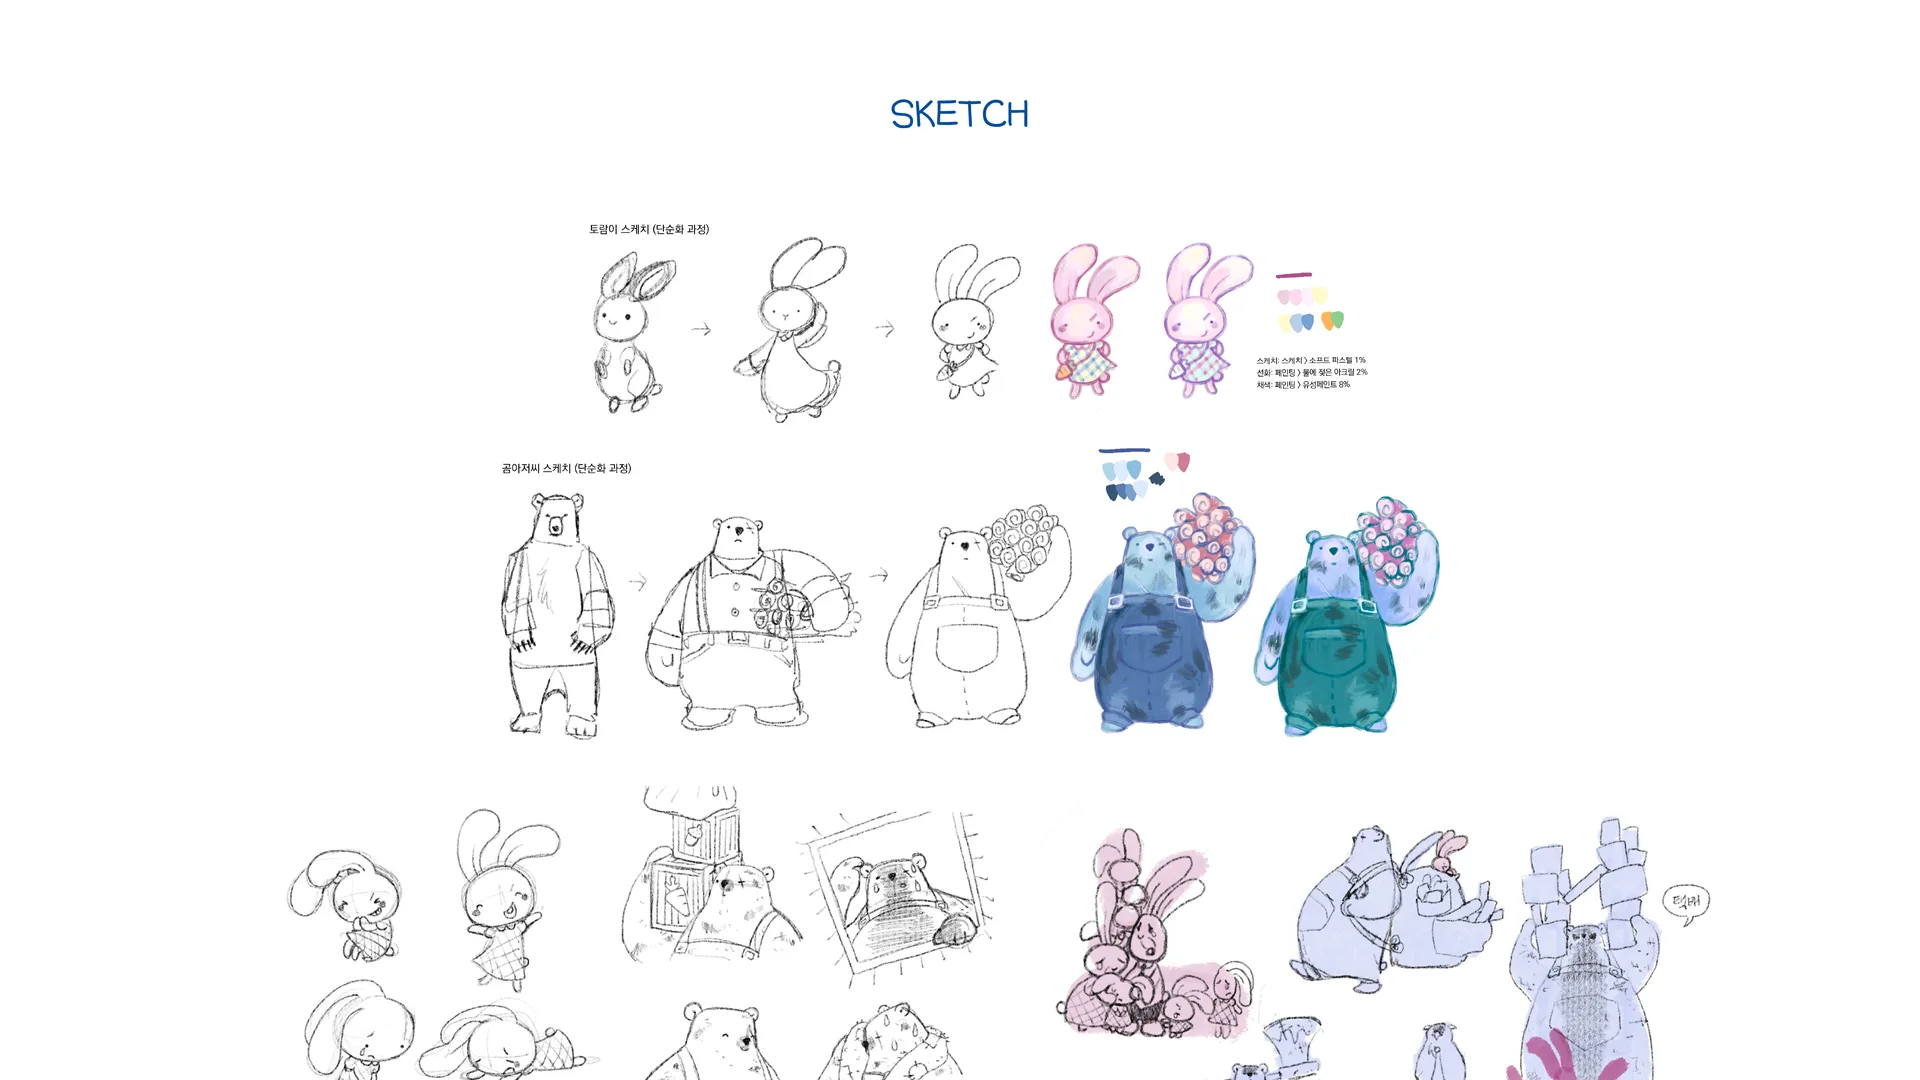 SKETCH
토람이 스케치 (단순화 과정)
스케치: 스케치 > 소프트 피스텔 1%
선화: 페인팅 > 물에 젖은 아크릴 2%
채색: 페인팅 > 유성페인트 8%
곰아저씨 스케치 (단순화 과정)
택배